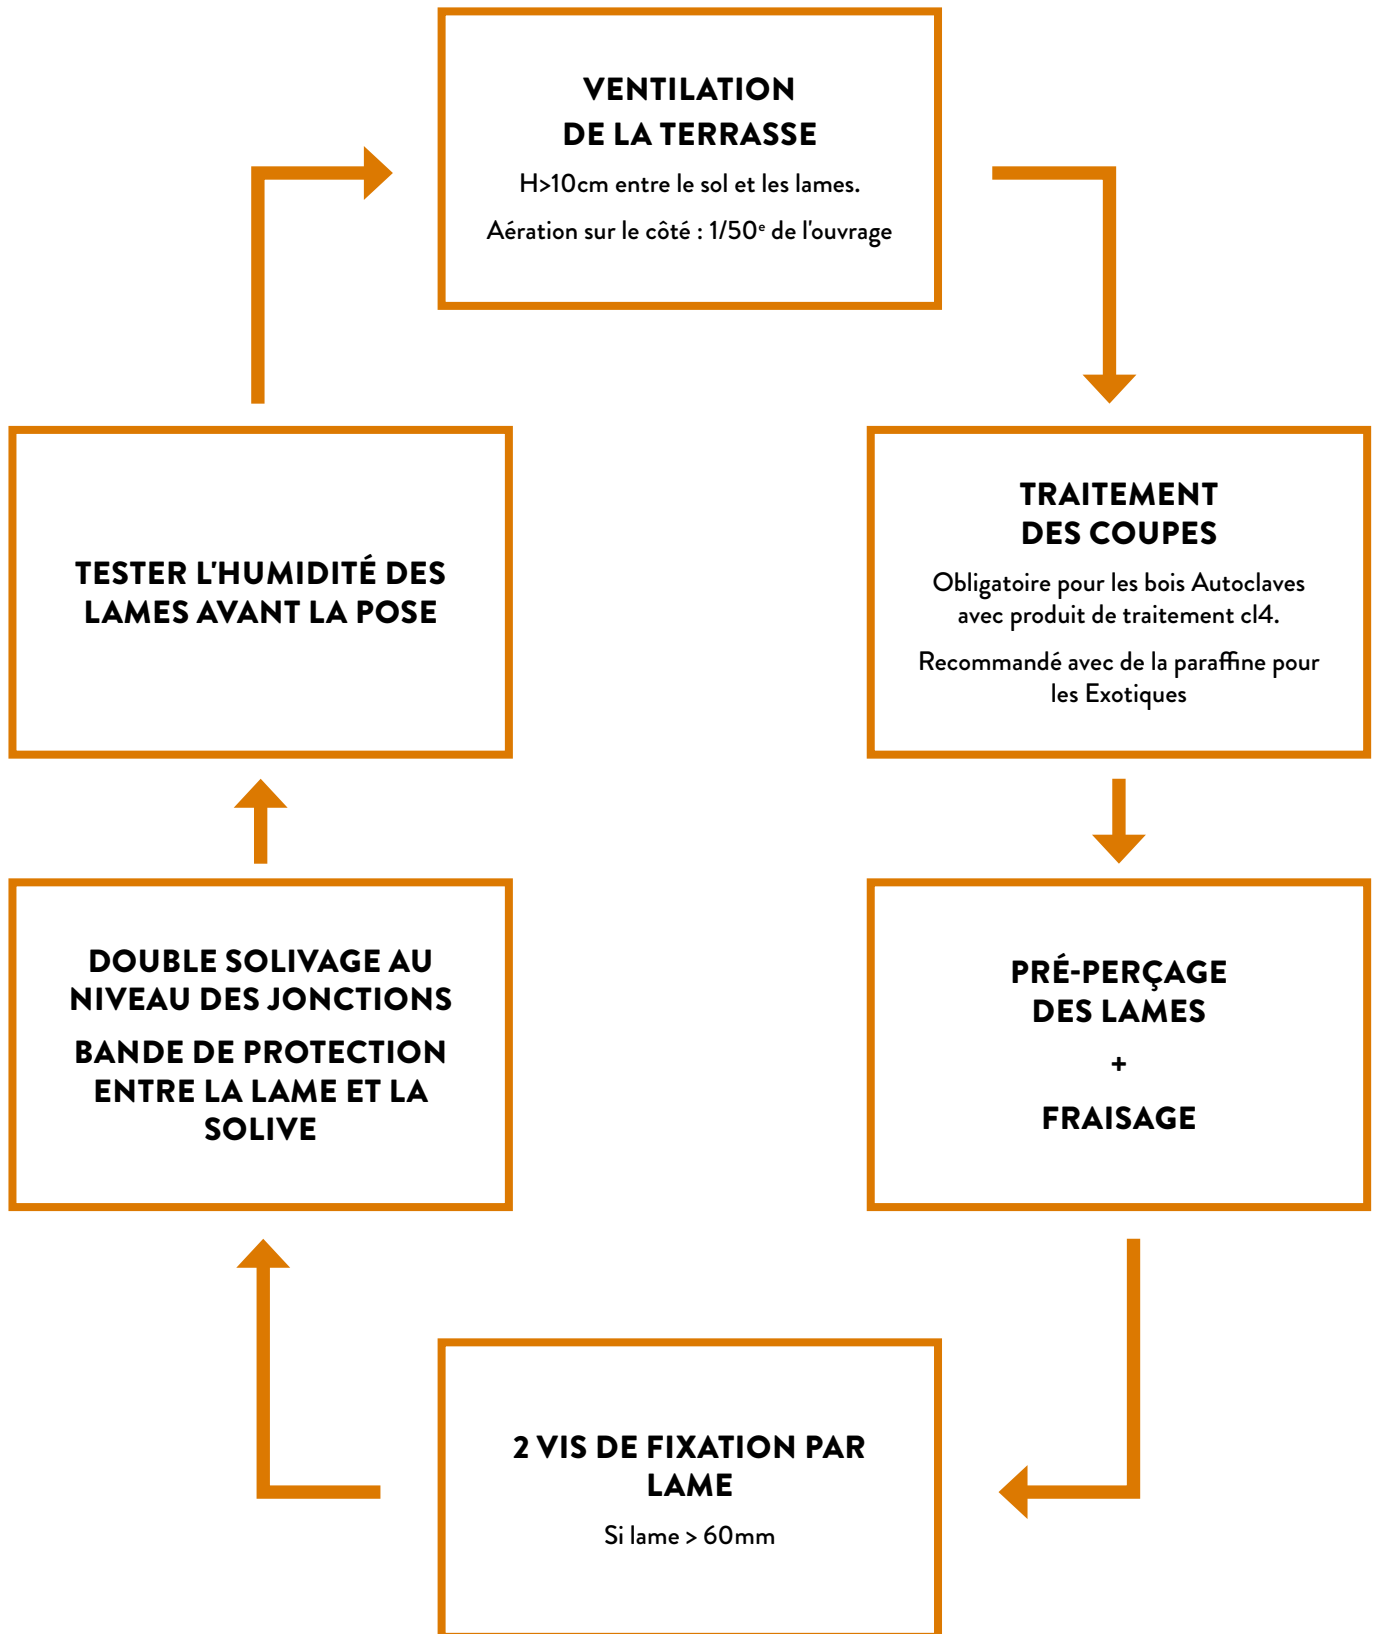 VENTILATION
DE LA TERRASSE
H>10cm entre le sol et les lames.
Aération sur le côté : 1/50ᵉ de l'ouvrage
TRAITEMENT
DES COUPES
Obligatoire pour les bois Autoclaves
avec produit de traitement cl4.
Recommandé avec de la paraffine pour
les Exotiques
PRÉ-PERÇAGE
DES LAMES
+
FRAISAGE
2 VIS DE FIXATION PAR
LAME
Si lame > 60mm
DOUBLE SOLIVAGE AU
NIVEAU DES JONCTIONS
BANDE DE PROTECTION
ENTRE LA LAME ET LA
SOLIVE
TESTER L'HUMIDITÉ DES
LAMES AVANT LA POSE